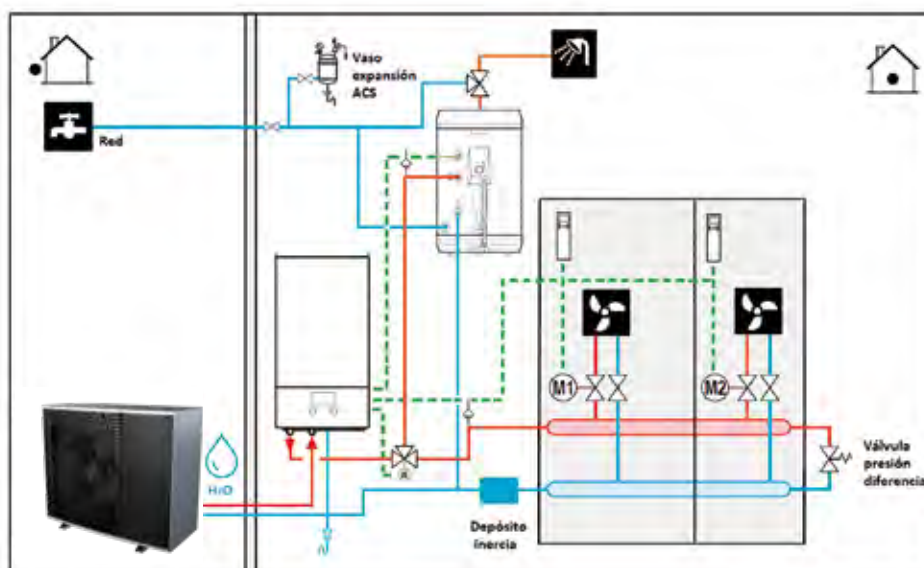 Vaso
expansión
ACS
Red
M1
M2
Válvula
presión
diferencia
H₂O
A
Depósito
inercia